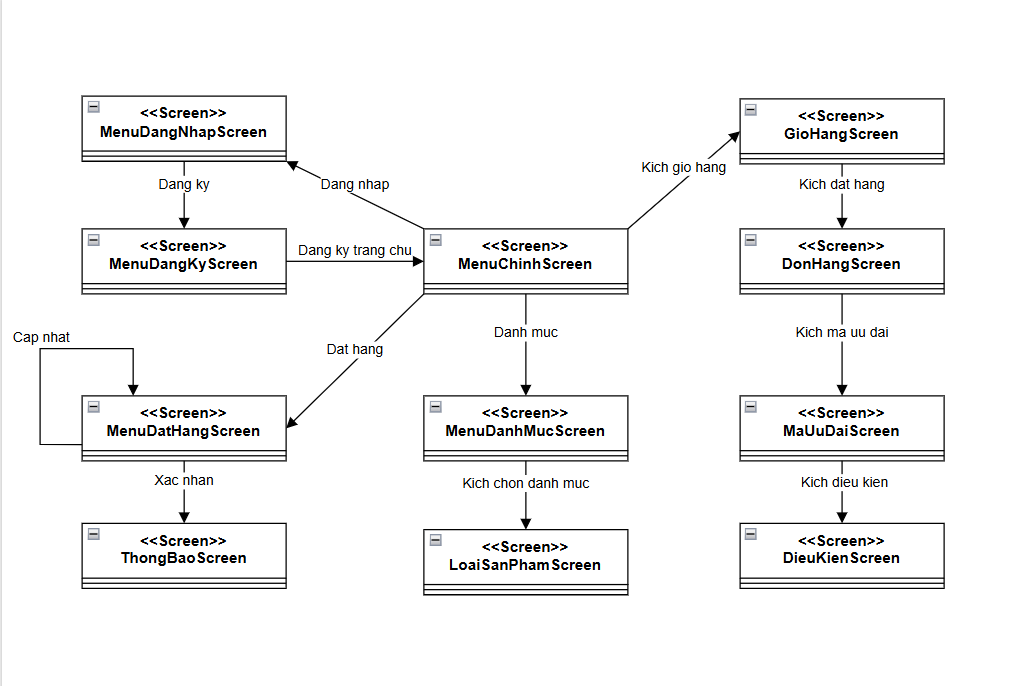 <<Screen>>
MenuDangNhapScreen
<<Screen>>
GioHangScreen
Kich gio hang
Dang ky
Dang nhap
Kich dat hang
<<Screen>>
MenuDangKyScreen
Dang ky trang chu
<<Screen>>
MenuChinhScreen
<<Screen>>
DonHangScreen
Cap nhat
Dat hang
Danh muc
Kich ma uu dai
<<Screen>>
MenuDatHangScreen
<<Screen>>
MenuDanhMucScreen
<<Screen>>
MaUuDaiScreen
Xac nhan
Kich chon danh muc
Kich dieu kien
<<Screen>>
ThongBaoScreen
<<Screen>>
LoaiSanPhamScreen
<<Screen>>
DieuKienScreen